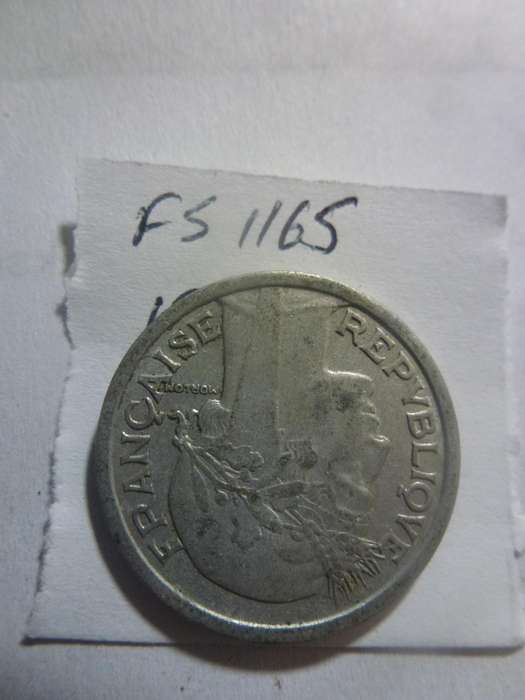 FS 1165
REPVBLIQVE
FRANÇAISE
MORLON